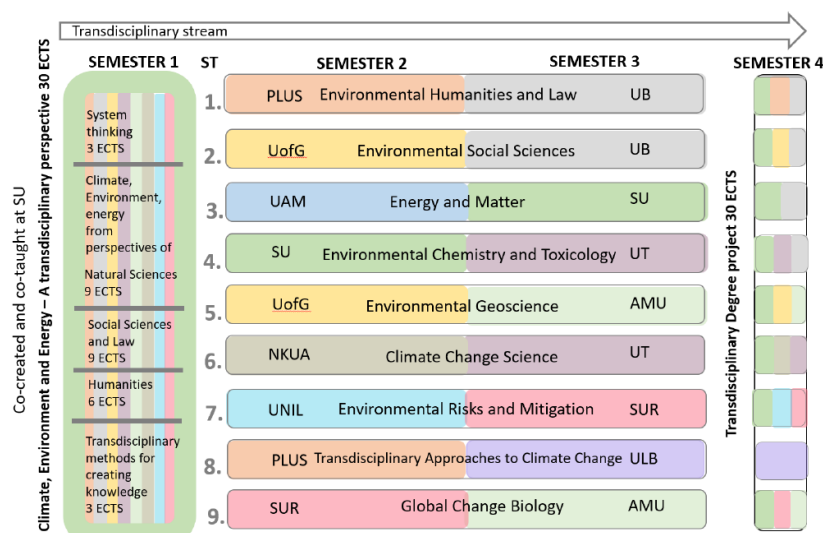 Transdisciplinary stream
SEMESTER 1
ST
SEMESTER 2
SEMESTER 3
SEMESTER 4
Co-created and co-taught at SU
Climate, Environment and Energy – A transdisciplinary perspective 30 ECTS
System
thinking
3 ECTS
Climate,
Environment,
energy
from
perspectives of
Natural Sciences
9 ECTS
Social Sciences
and Law
9 ECTS
Humanities
6 ECTS
Transdisciplinary
methods for
creating
knowledge
3 ECTS
1. PLUS Environmental Humanities and Law UB
2. UofG Environmental Social Sciences UB
3. UAM Energy and Matter SU
4. SU Environmental Chemistry and Toxicology UT
5. UofG Environmental Geoscience AMU
6. NKUA Climate Change Science UT
7. UNIL Environmental Risks and Mitigation SUR
8. PLUS Transdisciplinary Approaches to Climate Change ULB
9. SUR Global Change Biology AMU
Transdisciplinary Degree project 30 ECTS